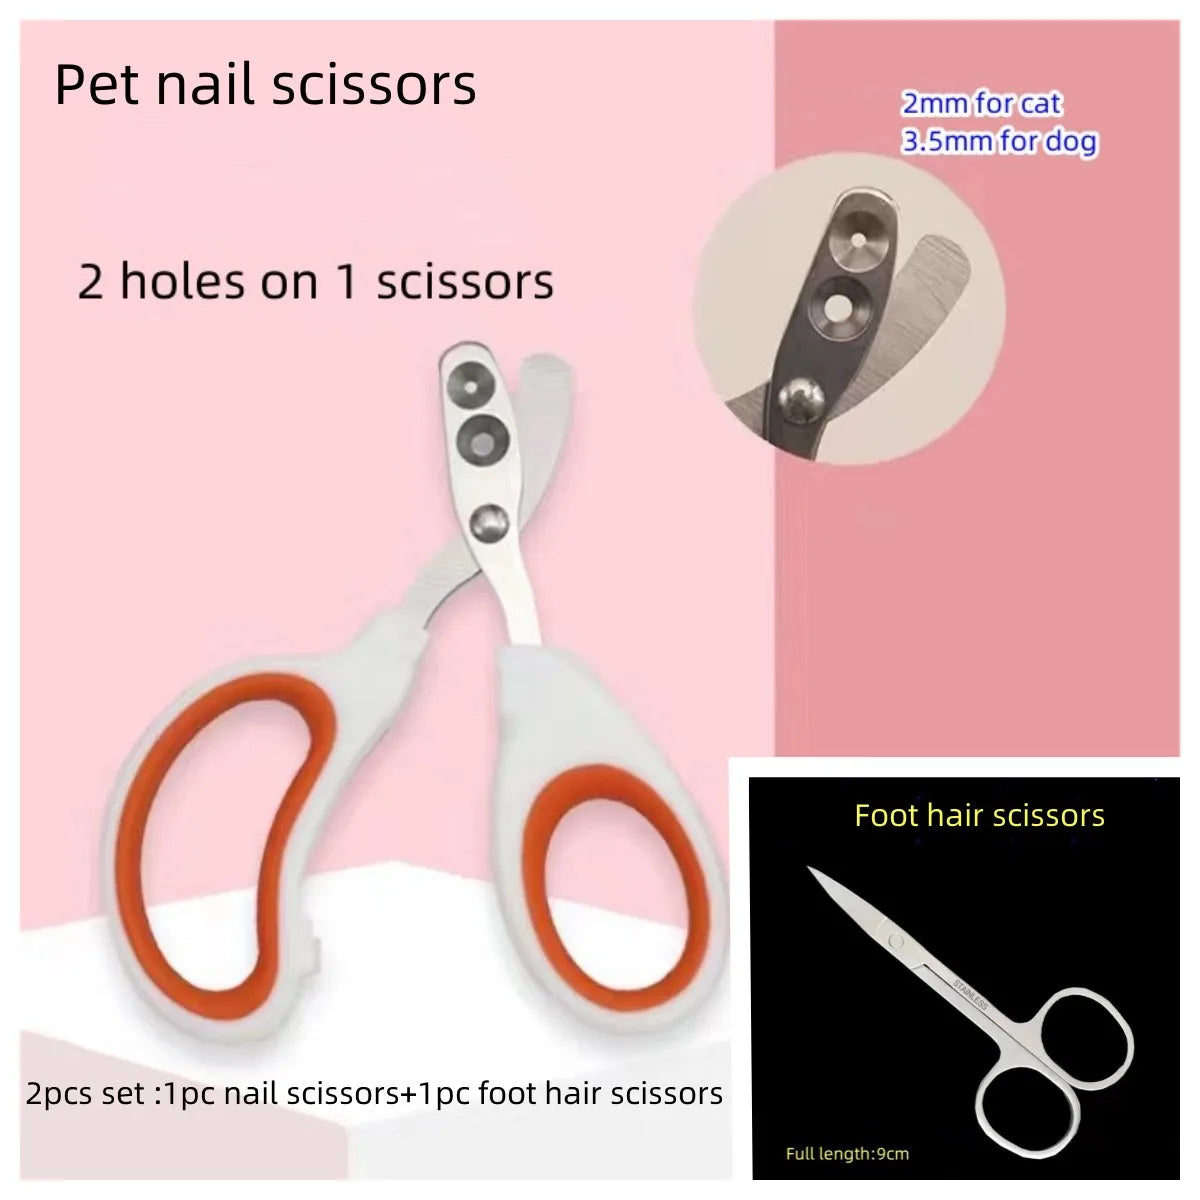 Pet nail scissors
2mm for cat
3.5mm for dog
2 holes on 1 scissors
Foot hair scissors
STAINLESS
2pcs set :1pc nail scissors+1pc foot hair scissors
Full length:9cm